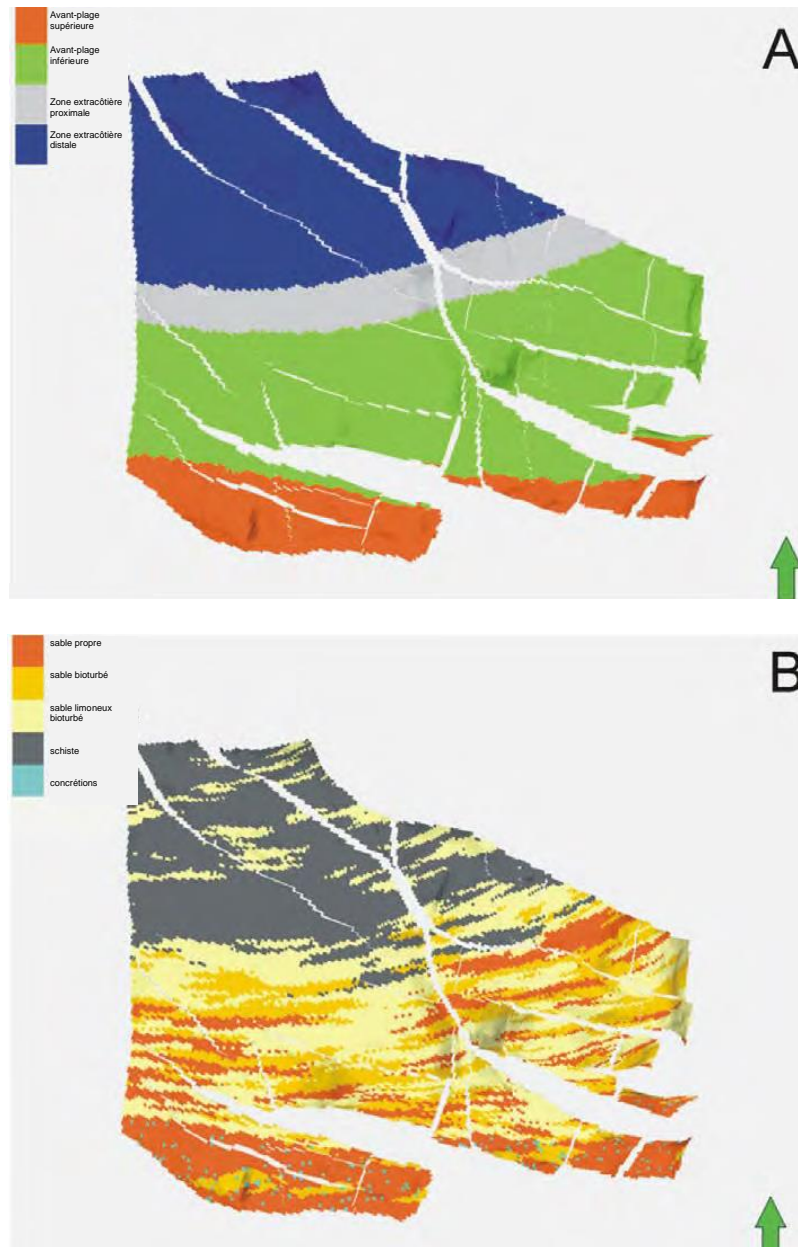 Avant-plage
supérieure
Avant-plage
inférieure
Zone extracôtière
proximale
Zone extracôtière
distale
A
sable propre
sable bioturbé
sable limoneux
bioturbé
schiste
concrétions
B